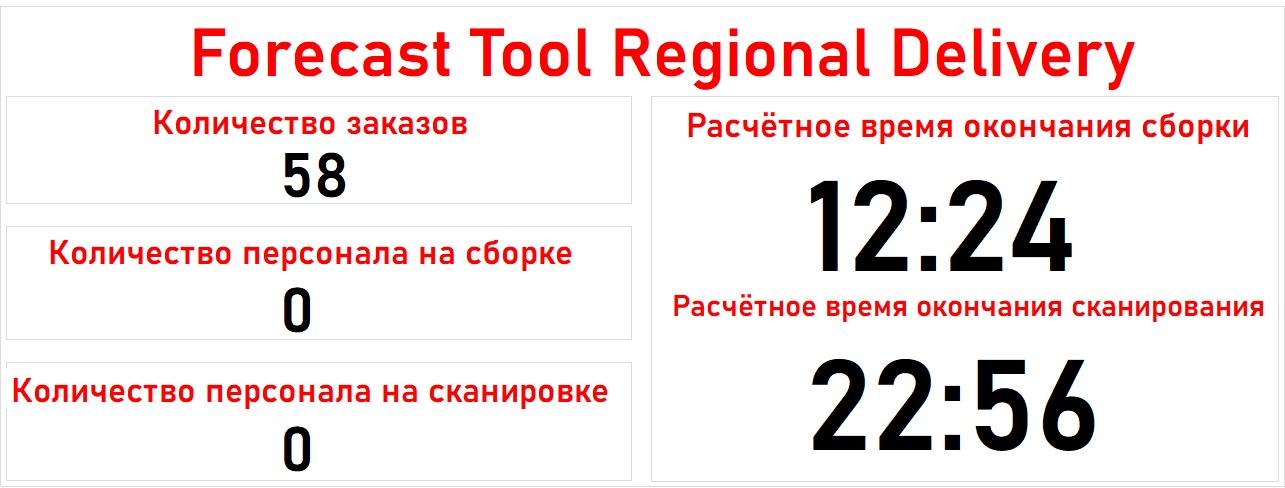 Forecast Tool Regional Delivery
Количество заказов
58
Количество персонала на сборке
0
Количество персонала на сканировке
0
Расчётное время окончания сборки
12:24
Расчётное время окончания сканирования
22:56